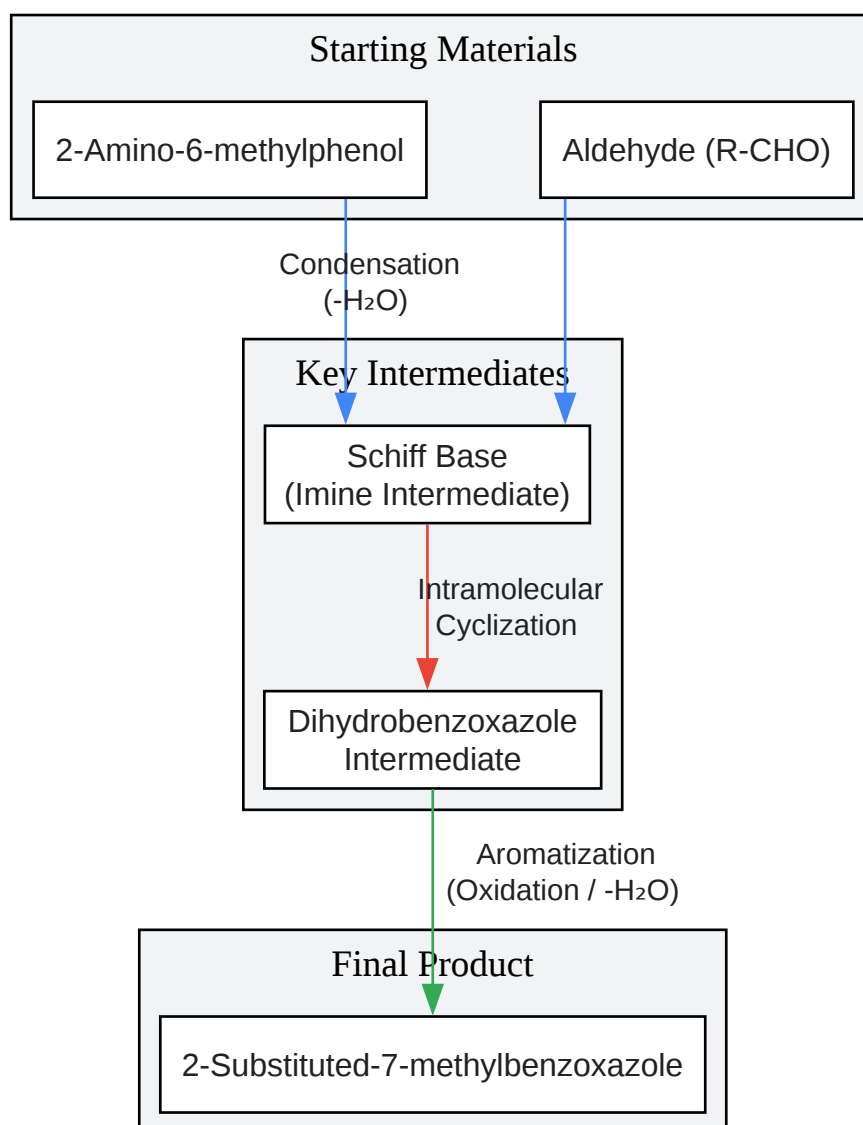 Starting Materials
2-Amino-6-methylphenol
Aldehyde (R-CHO)
Condensation
(-H₂O)
Key Intermediates
Schiff Base
(Imine Intermediate)
Intramolecular
Cyclization
Dihydrobenzoxazole
Intermediate
Aromatization
(Oxidation / -H₂O)
Final Product
2-Substituted-7-methylbenzoxazole